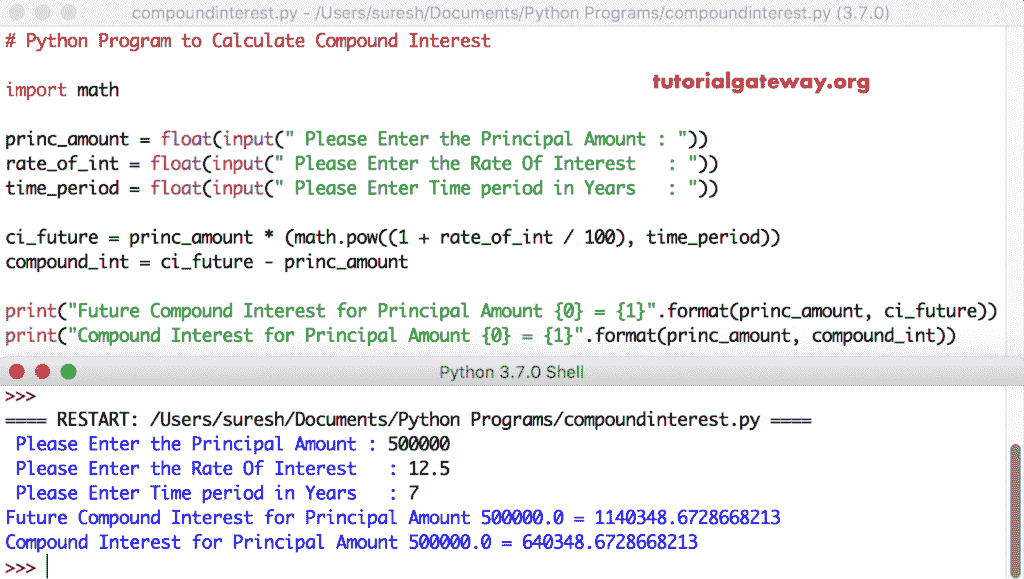 compoundinterest.py - /Users/suresh/Documents/Python Programs/compoundinterest.py (3.7.0)
# Python Program to Calculate Compound Interest
import math
tutorialgateway.org
princ_amount = float(input(" Please Enter the Principal Amount : "))
rate_of_int = float(input(" Please Enter the Rate Of Interest   : "))
time_period = float(input(" Please Enter Time period in Years   : "))
ci_future = princ_amount * (math.pow((1 + rate_of_int / 100), time_period))
compound_int = ci_future - princ_amount
print("Future Compound Interest for Principal Amount {0} = {1}".format(princ_amount, ci_future))
print("Compound Interest for Principal Amount {0} = {1}".format(princ_amount, compound_int))
Python 3.7.0 Shell
>>>
==== RESTART: /Users/suresh/Documents/Python Programs/compoundinterest.py ====
 Please Enter the Principal Amount : 500000
 Please Enter the Rate Of Interest   : 12.5
 Please Enter Time period in Years   : 7
Future Compound Interest for Principal Amount 500000.0 = 1140348.6728668213
Compound Interest for Principal Amount 500000.0 = 640348.6728668213
>>>